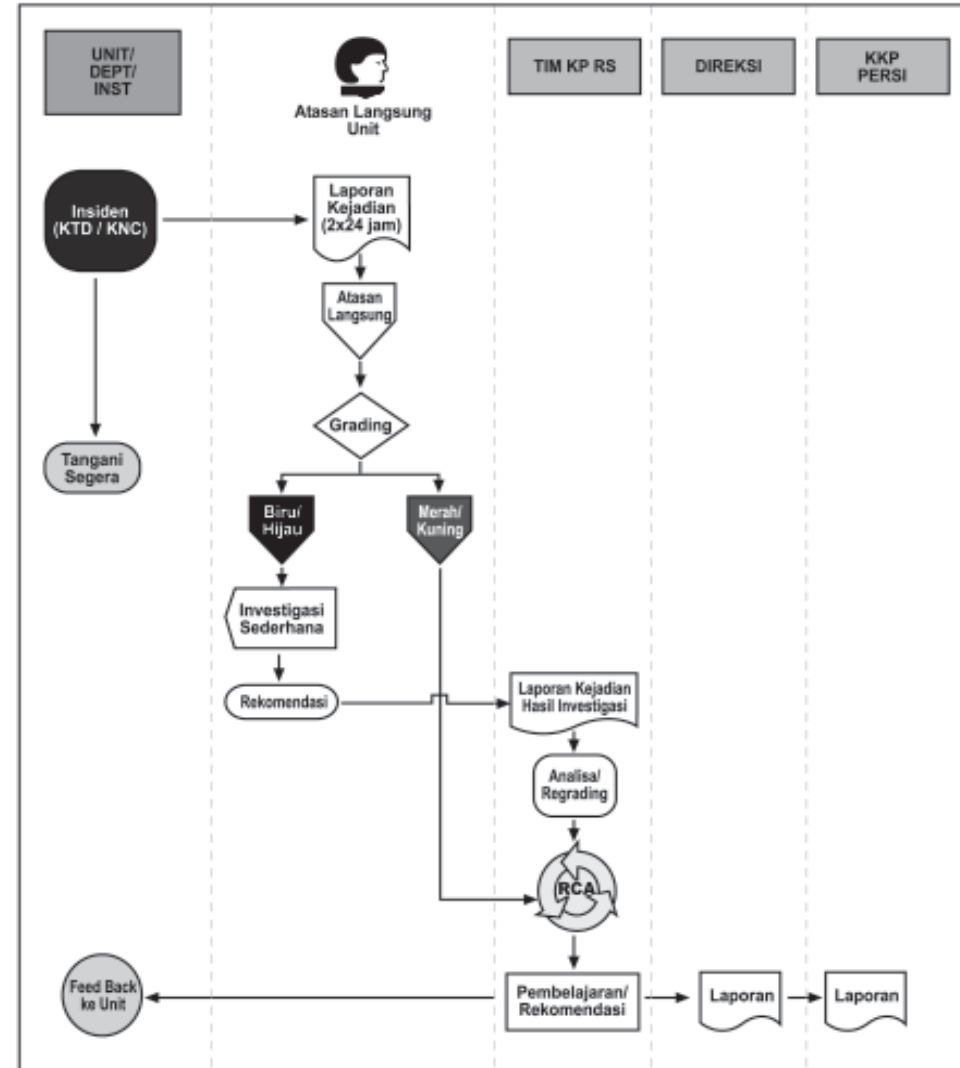 UNIT/
DEPT/
INST
Atasan Langsung
Unit
TIM KP RS
DIREKSI
KKP
PERSI
Insiden
(KTD / KNC)
Laporan
Kejadian
(2x24 jam)
Atasan
Langsung
Grading
Tangani
Segera
Biru/
Hijau
Merah/
Kuning
Investigasi
Sederhana
Rekomendasi
Laporan Kejadian
Hasil Investigasi
Analisa/
Regrading
RCA
Feed Back
ke Unit
Pembelajaran/
Rekomendasi
Laporan
Laporan